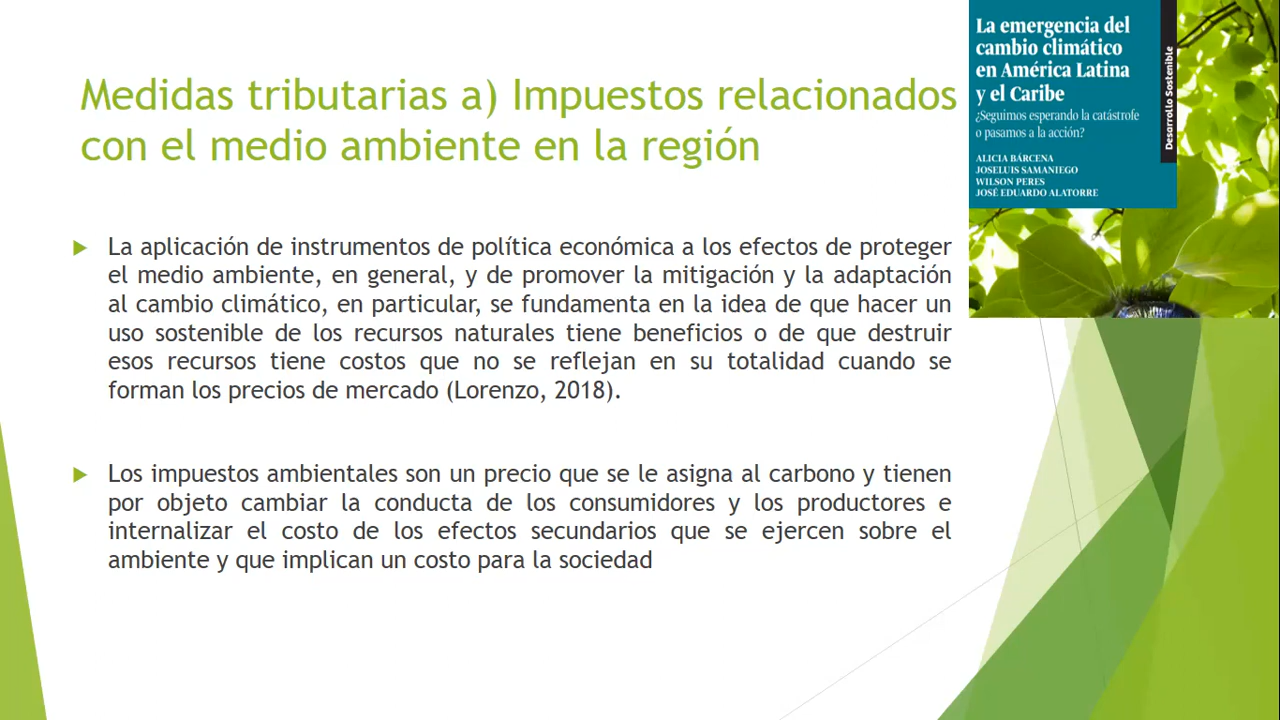 Medidas tributarias a) Impuestos relacionados
con el medio ambiente en la región
La aplicación de instrumentos de política económica a los efectos de proteger
el medio ambiente, en general, y de promover la mitigación y la adaptación
al cambio climático, en particular, se fundamenta en la idea de que hacer un
uso sostenible de los recursos naturales tiene beneficios o de que destruir
esos recursos tiene costos que no se reflejan en su totalidad cuando se
forman los precios de mercado (Lorenzo, 2018).
Los impuestos ambientales son un precio que se le asigna al carbono y tienen
por objeto cambiar la conducta de los consumidores y los productores e
internalizar el costo de los efectos secundarios que se ejercen sobre el
ambiente y que implican un costo para la sociedad
La emergencia del
cambio climático
en América Latina
y el Caribe
¿Seguimos esperando la catástrofe
o pasamos a la acción?
ALICIA BÁRCENA
JOSELUIS SAMANIEGO
WILSON PERES
JOSÉ EDUARDO ALATORRE
Desarrollo Sostenible